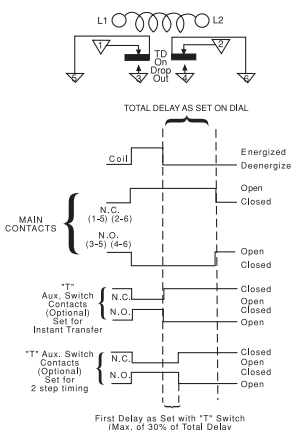 L1 L2
1 TD 2
On
Drop
Out
5 3 4 6
TOTAL DELAY AS SET ON DIAL
Coil
Energized
Deenergize
MAIN
CONTACTS
N.C.
(1-5) (2-6)
Open
Closed
N.O.
(3-5) (4-6)
Open
Closed
"T"
Aux. Switch
Contacts
(Optional)
Set for
Instant Transfer
N.C.
N.O.
Closed
Open
Closed
Open
"T" Aux. Switch
Contacts
(Optional)
Set for
2 step timing
N.C.
N.O.
Closed
Open
Closed
Open
First Delay as Set with "T" Switch
(Max. of 30% of Total Delay